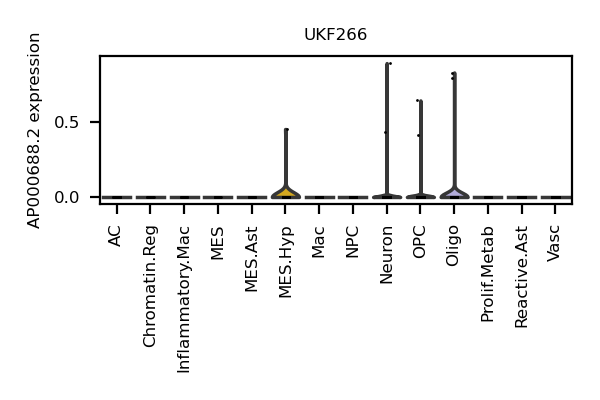 UKF266
AP000688.2 expression
0.5
0.0
AC
Chromatin.Reg
Inflammatory.Mac
MES
MES.Ast
MES.Hyp
Mac
NPC
Neuron
OPC
Oligo
Prolif.Metab
Reactive.Ast
Vasc